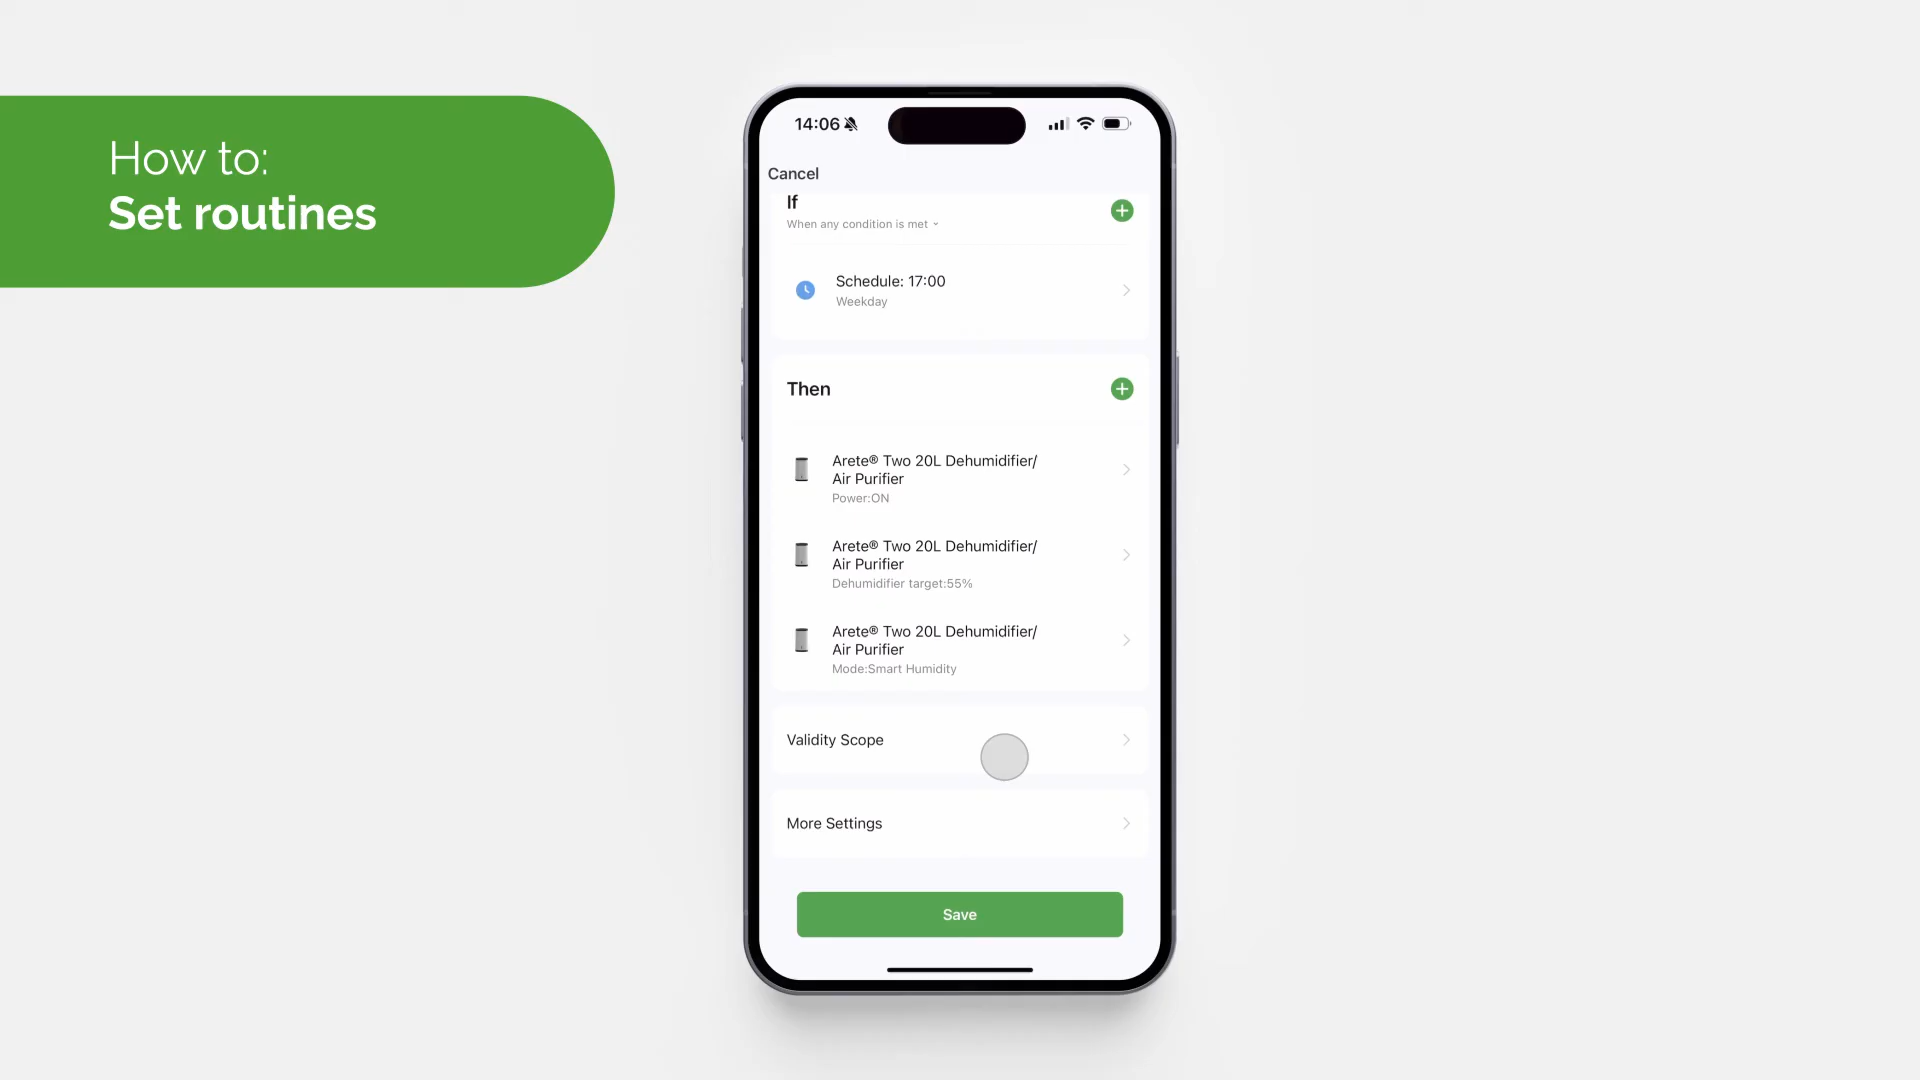 How to:
Set routines
14:06
Cancel
If
When any condition is met
Schedule: 17:00
Weekday
Then
Arete® Two 20L Dehumidifier/
Air Purifier
Power:ON
Arete® Two 20L Dehumidifier/
Air Purifier
Dehumidifier target:55%
Arete® Two 20L Dehumidifier/
Air Purifier
Mode:Smart Humidity
Validity Scope
More Settings
Save